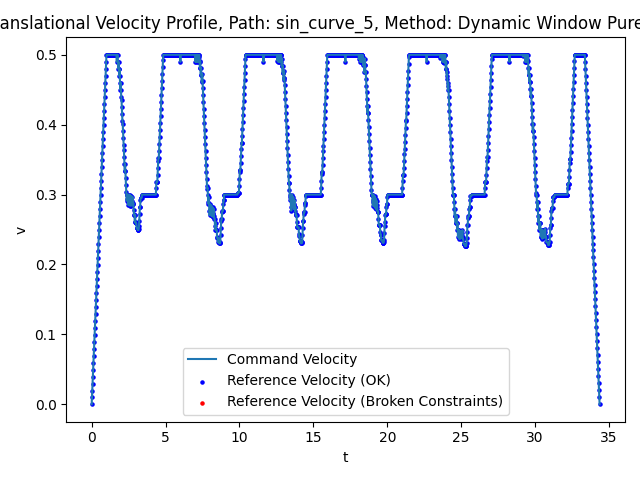 anslational Velocity Profile, Path: sin_curve_5, Method: Dynamic Window Pure
0.5
0.4
0.3
0.2
0.1
0.0
v
Command Velocity
Reference Velocity (OK)
Reference Velocity (Broken Constraints)
0 5 10 15 20 25 30 35
t